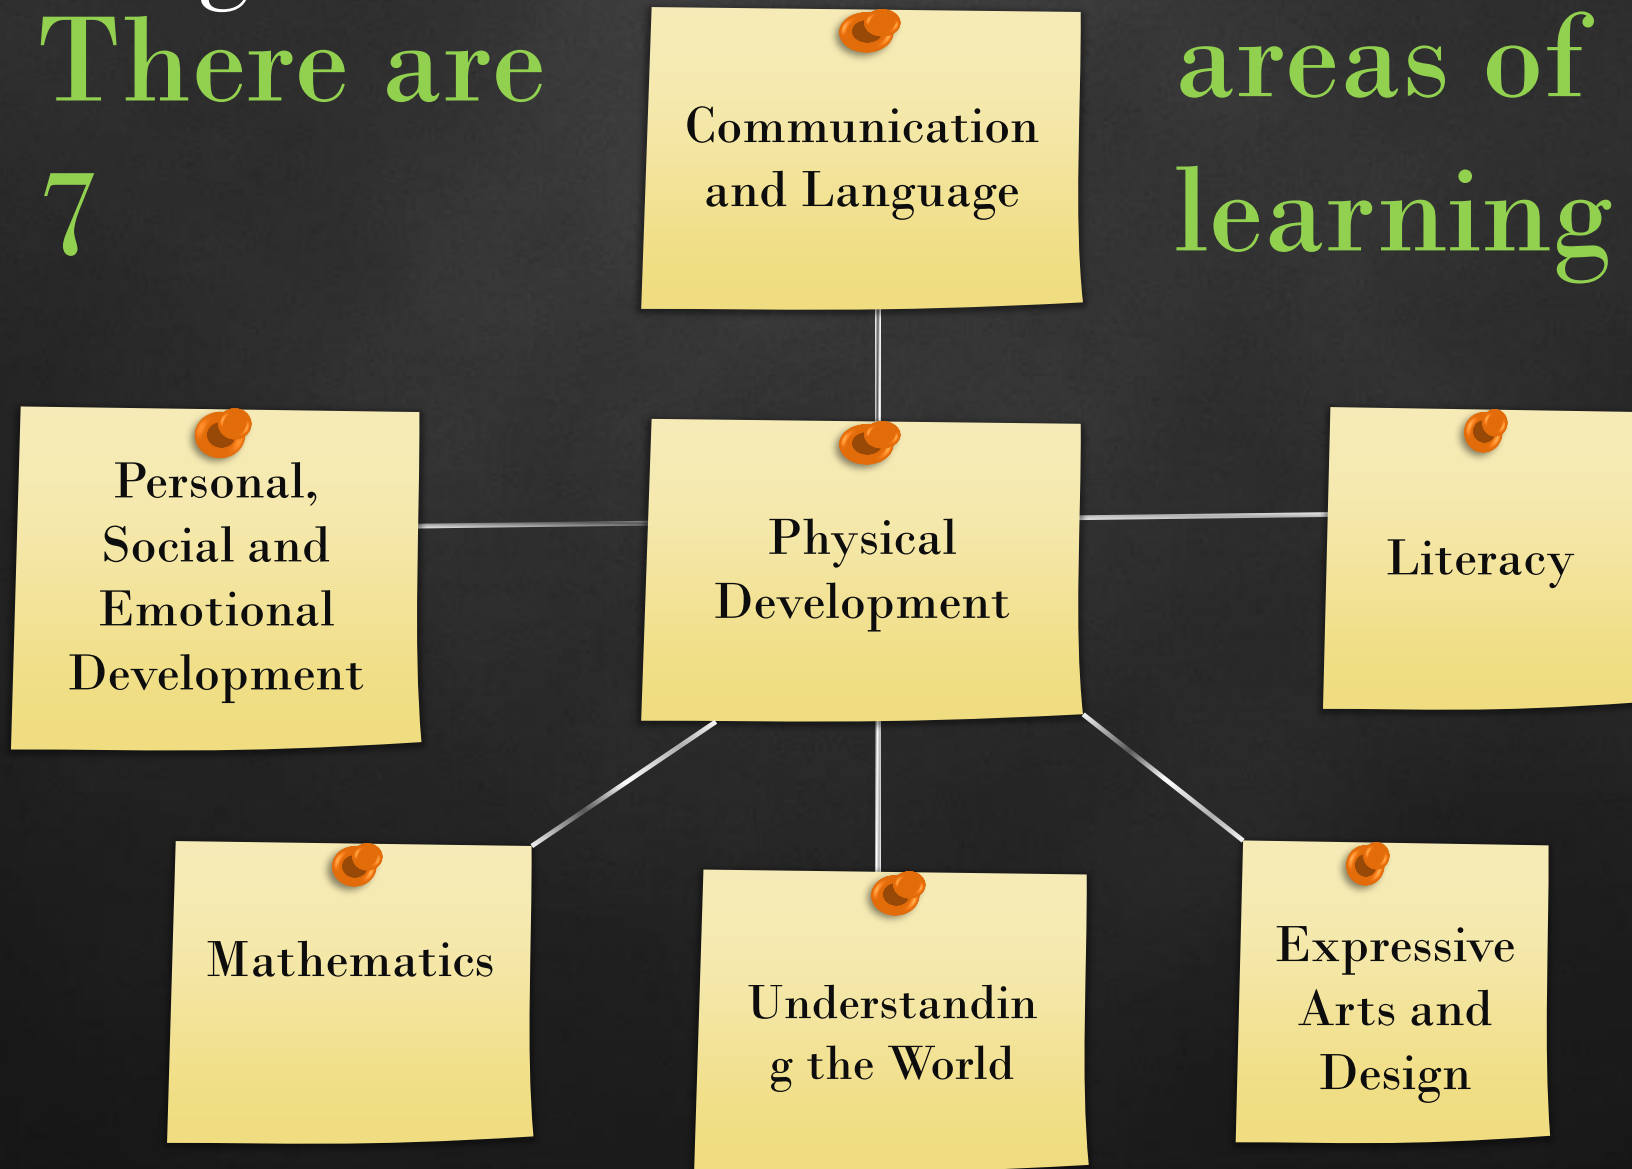 There are
7
areas of
learning
Communication
and Language
Personal,
Social and
Emotional
Development
Physical
Development
Literacy
Mathematics
Understandin
g the World
Expressive
Arts and
Design